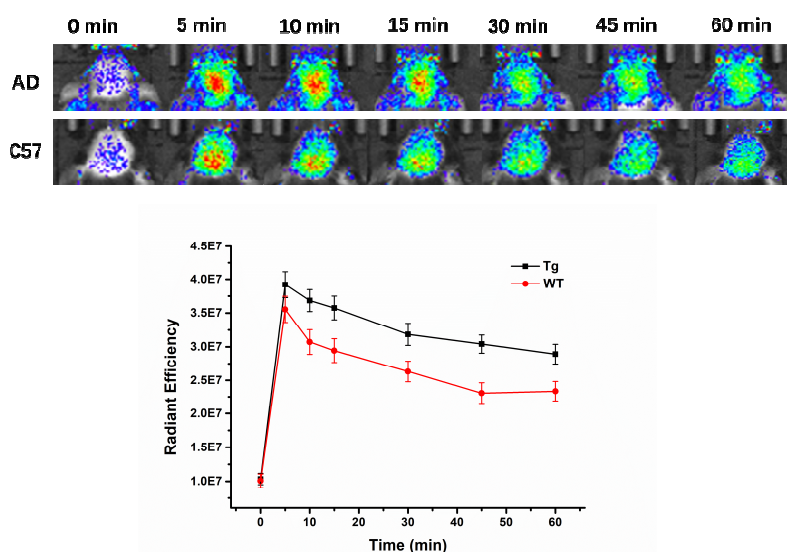 0 min 5 min 10 min 15 min 30 min 45 min 60 min
AD
C57
4.5E7
4.0E7
3.5E7
3.0E7
2.5E7
2.0E7
1.5E7
1.0E7
Radiant Efficiency
Tg
WT
0 10 20 30 40 50 60
Time (min)